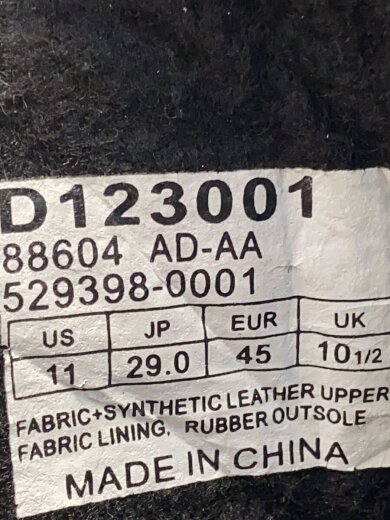 D123001
88604 AD-AA
529398-0001
US JP EUR UK
11 29.0 45 10 1/2
FABRIC+SYNTHETIC LEATHER UPPER
FABRIC LINING, RUBBER OUTSOLE
MADE IN CHINA